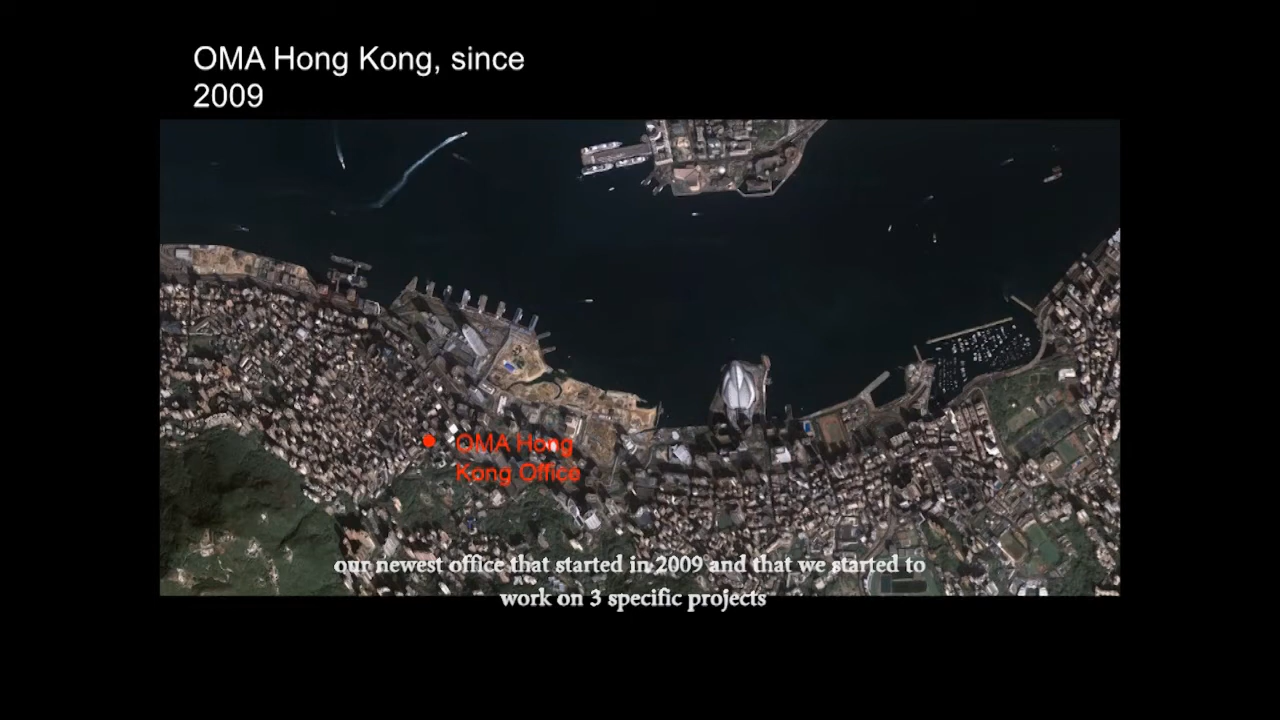 OMA Hong Kong, since
2009
OMA Hong
Kong Office
our newest office that started in 2009 and that we started to
work on 3 specific projects